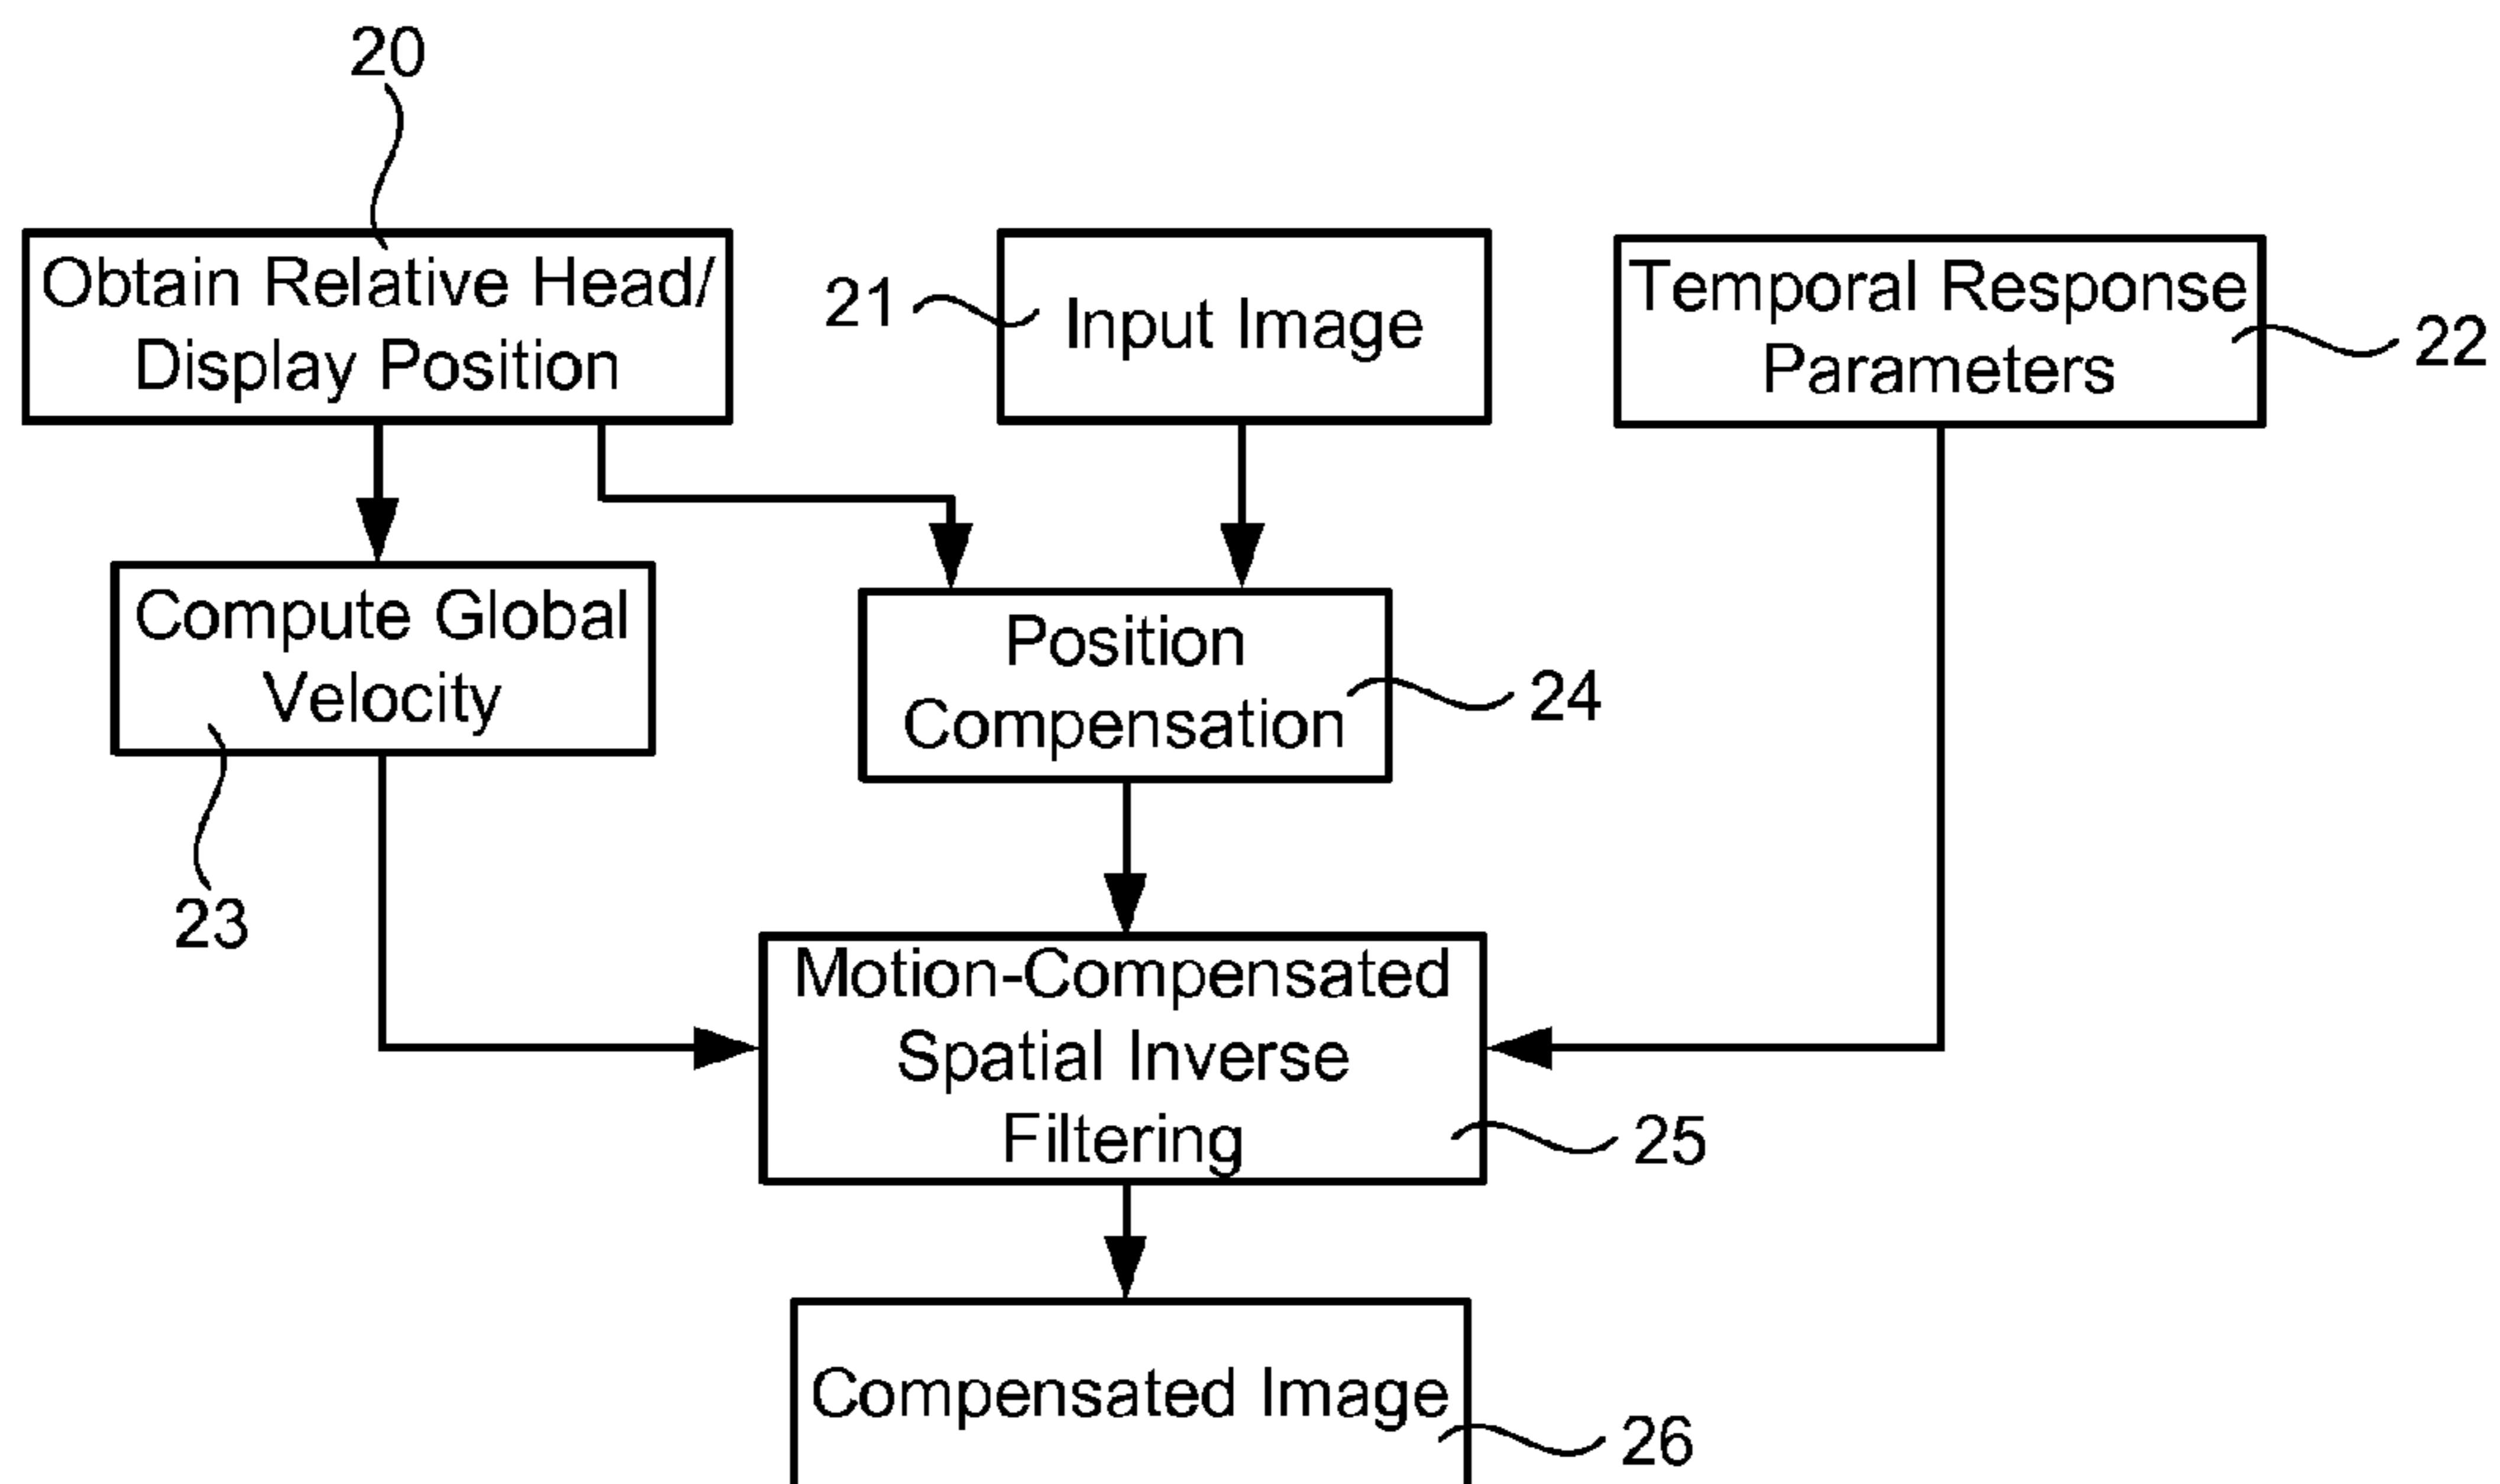 20
Obtain Relative Head/
Display Position
21
Input Image
Temporal Response
Parameters
22
Compute Global
Velocity
23
Position
Compensation
24
Motion-Compensated
Spatial Inverse
Filtering
25
Compensated Image
26